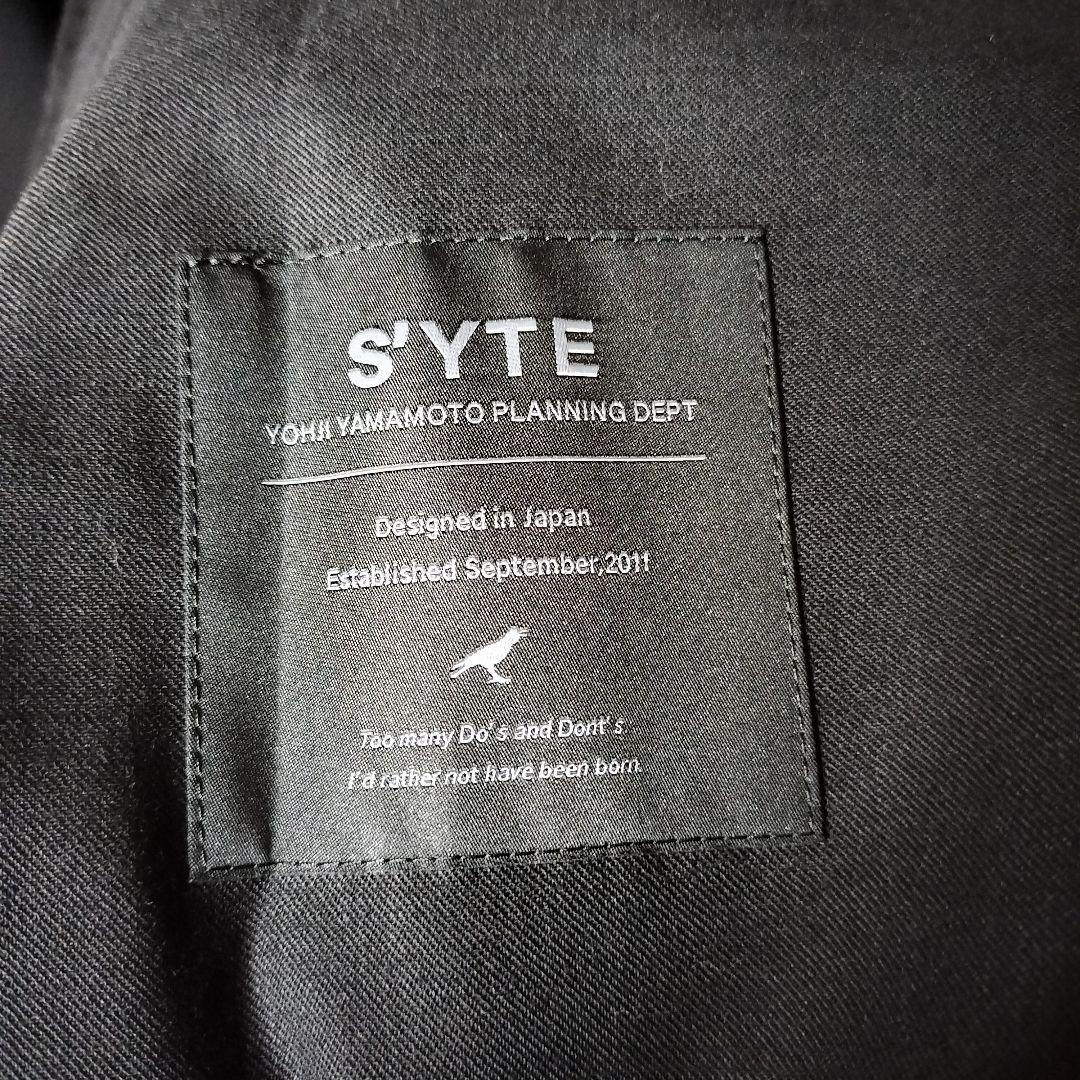 S'YTE
YOHJI YAMAMOTO PLANNING DEPT
Designed in Japan
Established September,2011
Too many Do's and Dont's
I'd rather not have been born.